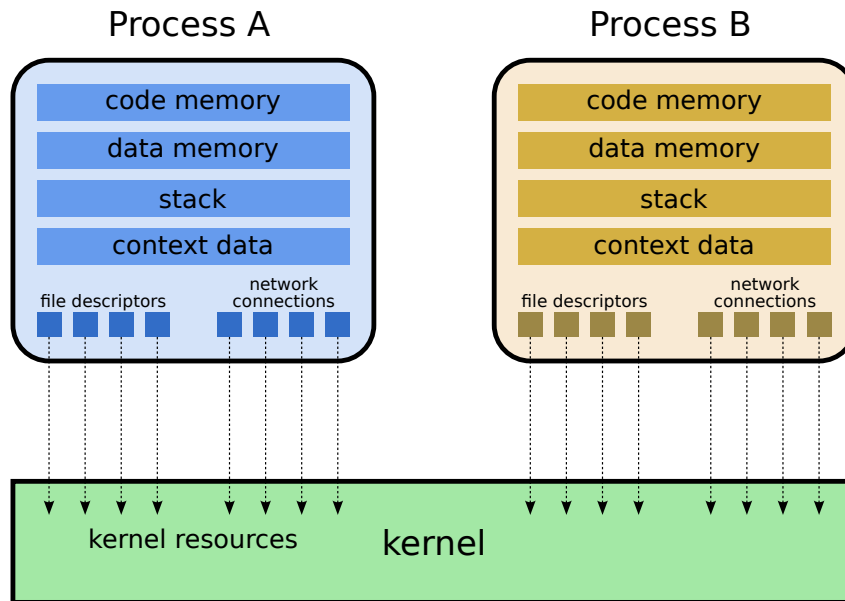 Process A
code memory
data memory
stack
context data
file descriptors
network
connections
Process B
code memory
data memory
stack
context data
file descriptors
network
connections
kernel resources
kernel